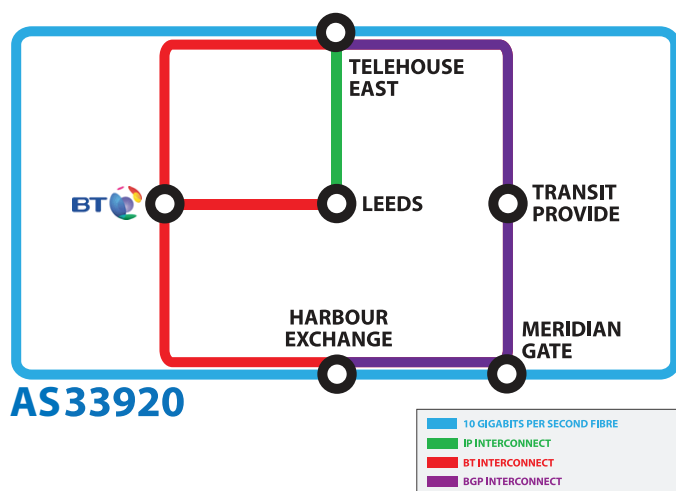 TELEHOUSE
EAST
BT
LEEDS
TRANSIT
PROVIDE
HARBOUR
EXCHANGE
MERIDIAN
GATE
AS33920
10 GIGABITS PER SECOND FIBRE
IP INTERCONNECT
BT INTERCONNECT
BGP INTERCONNECT